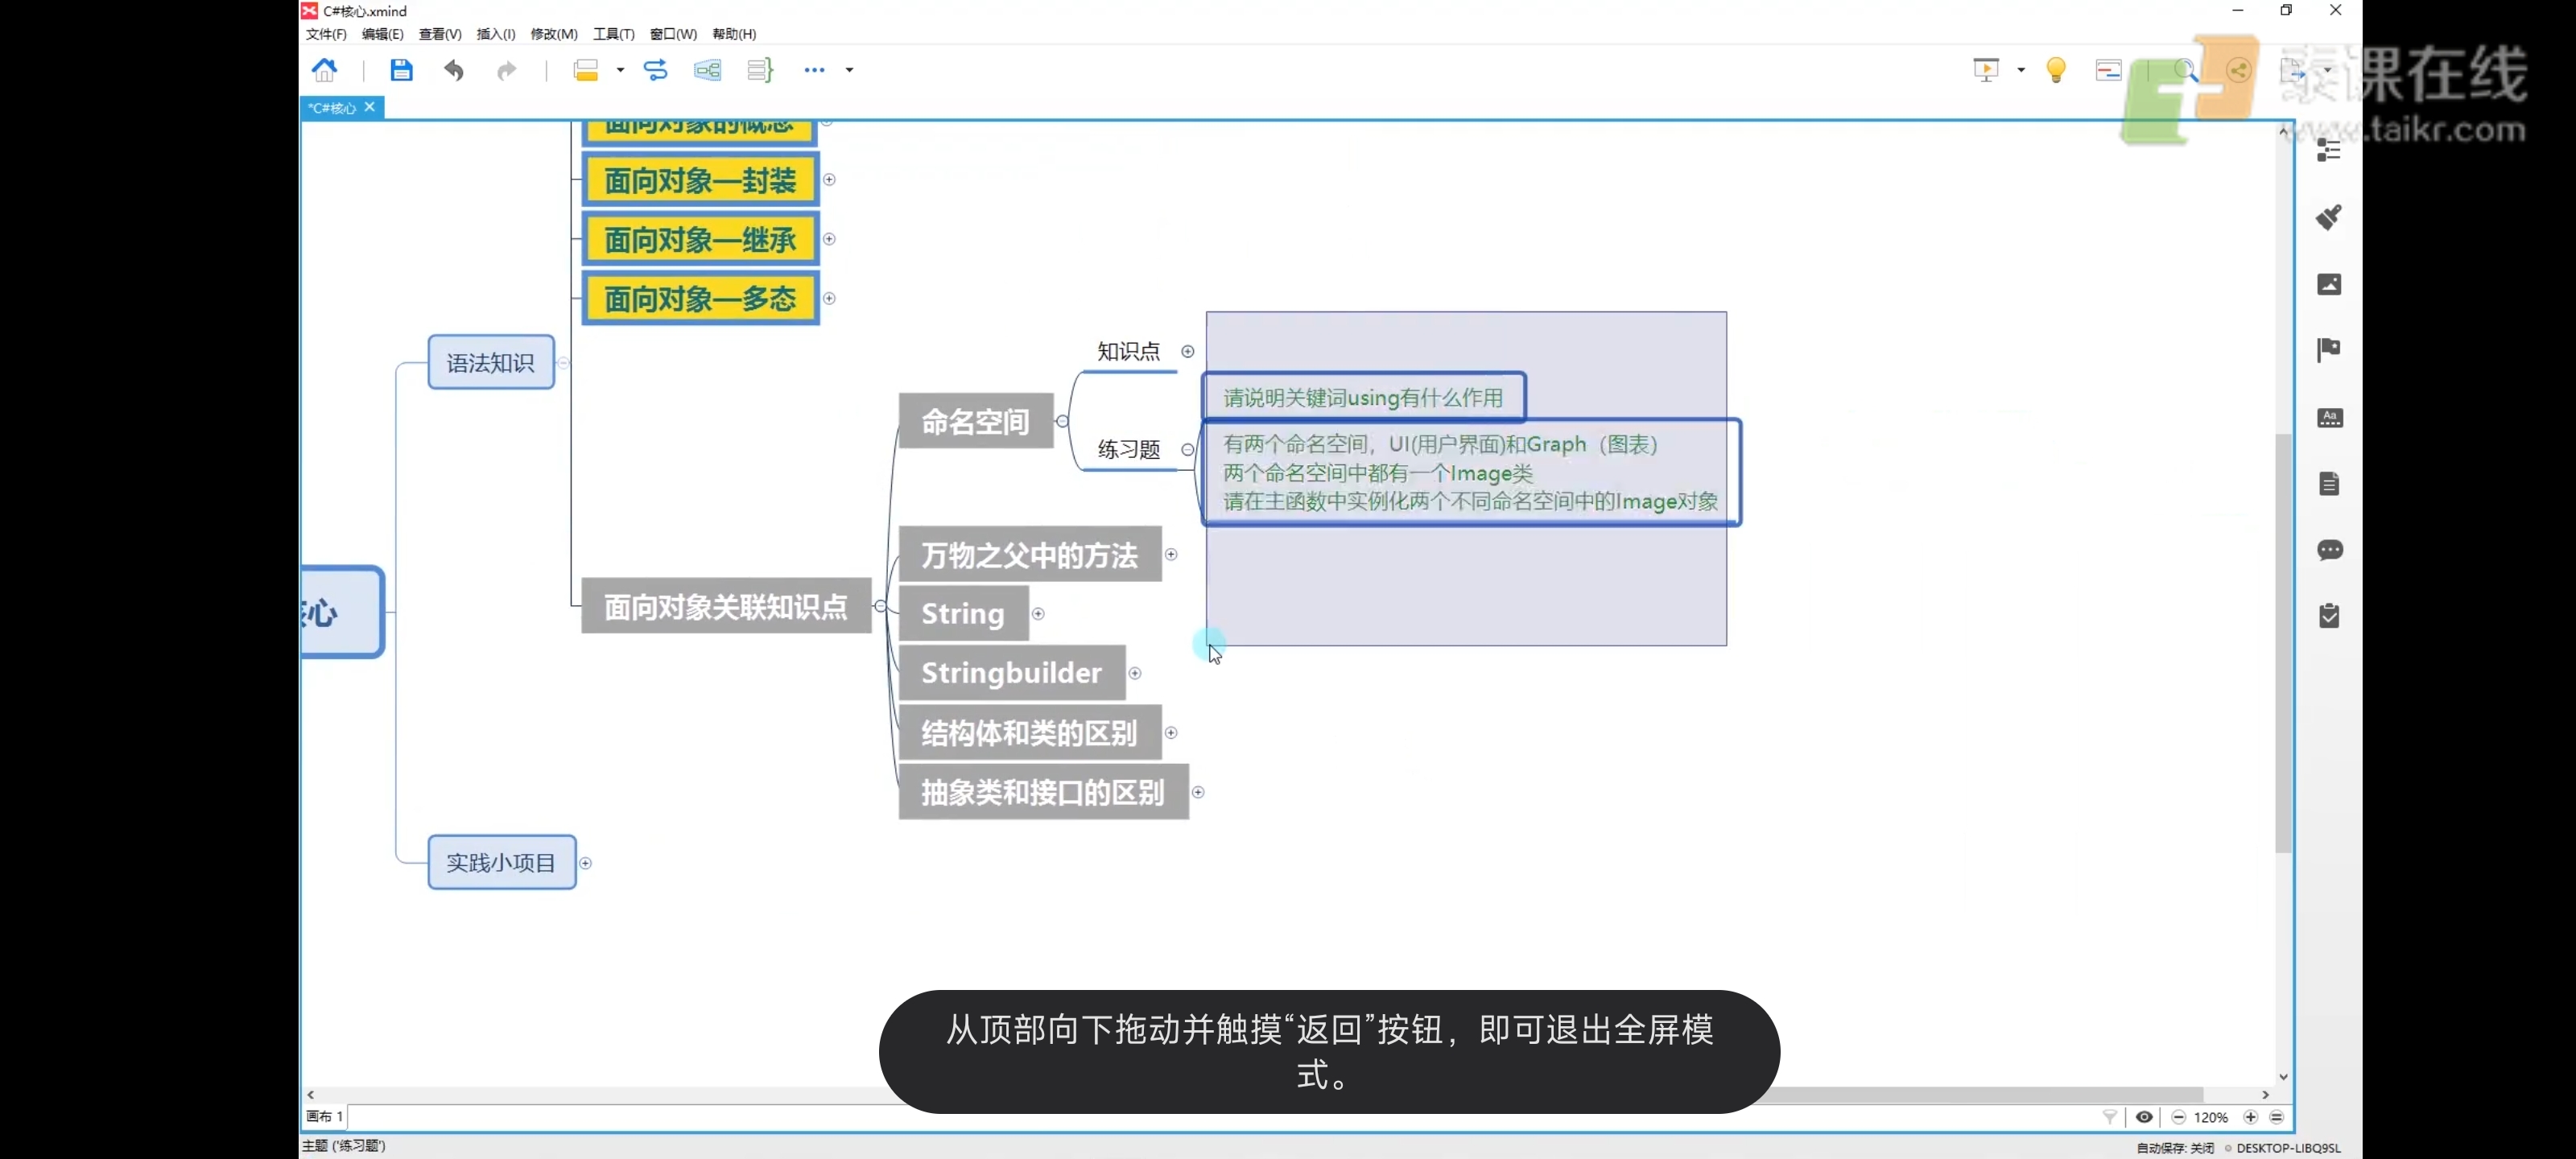 C#核心.xmind
文件(F) 编辑(E) 查看(V) 插入(I) 修改(M) 工具(T) 窗口(W) 帮助(H)
泰课在线
www.taikr.com
*C#核心
面向对象的概念
面向对象—封装
面向对象—继承
面向对象—多态
语法知识
知识点
请说明关键词using有什么作用
命名空间
练习题
有两个命名空间，UI(用户界面)和Graph（图表）
两个命名空间中都有一个Image类
请在主函数中实例化两个不同命名空间中的Image对象
万物之父中的方法
面向对象关联知识点
String
心
Stringbuilder
结构体和类的区别
抽象类和接口的区别
实践小项目
从顶部向下拖动并触摸“返回”按钮，即可退出全屏模
式。
画布 1
120%
主题 ('练习题')
自动保存: 关闭
DESKTOP-LIBQ9SL